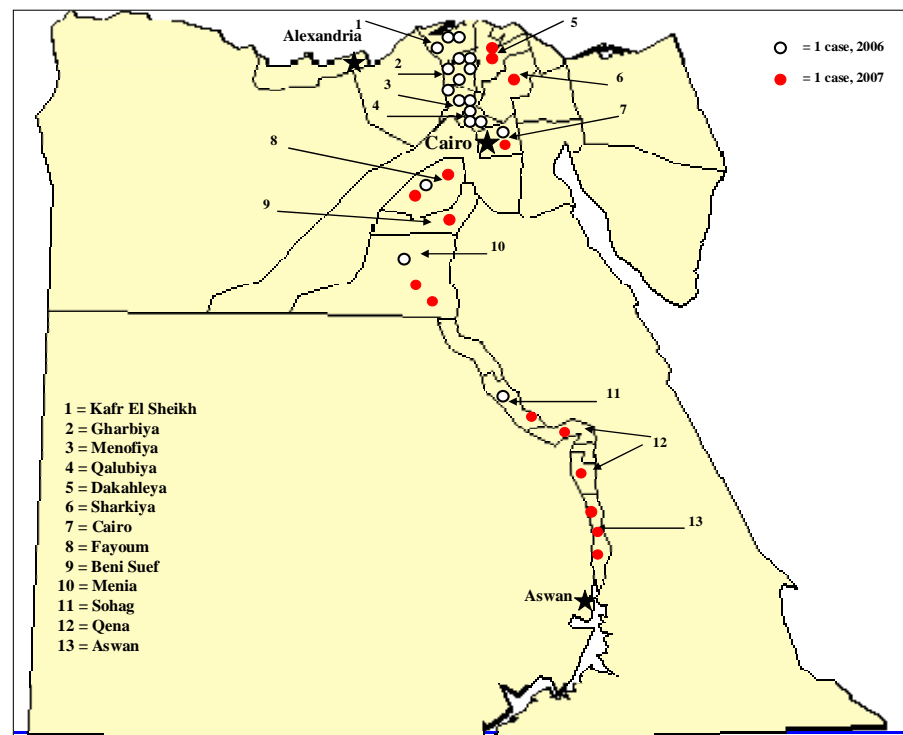 1
5
Alexandria
= 1 case, 2006
2
6
= 1 case, 2007
3
4
7
Cairo
8
9
10
11
12
13
Aswan
1 = Kafr El Sheikh
2 = Gharbiya
3 = Menofiya
4 = Qalubiya
5 = Dakahleya
6 = Sharkiya
7 = Cairo
8 = Fayoum
9 = Beni Suef
10 = Menia
11 = Sohag
12 = Qena
13 = Aswan